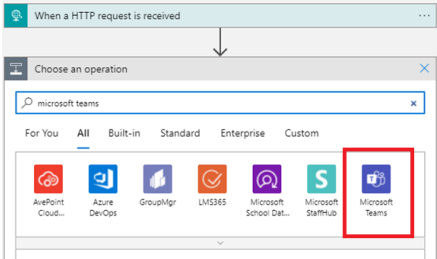 When a HTTP request is received
Choose an operation
microsoft teams
For You All Built-in Standard Enterprise Custom
AvePoint Cloud...
Azure DevOps
GroupMgr
LMS365
Microsoft School Dat...
Microsoft StaffHub
Microsoft Teams